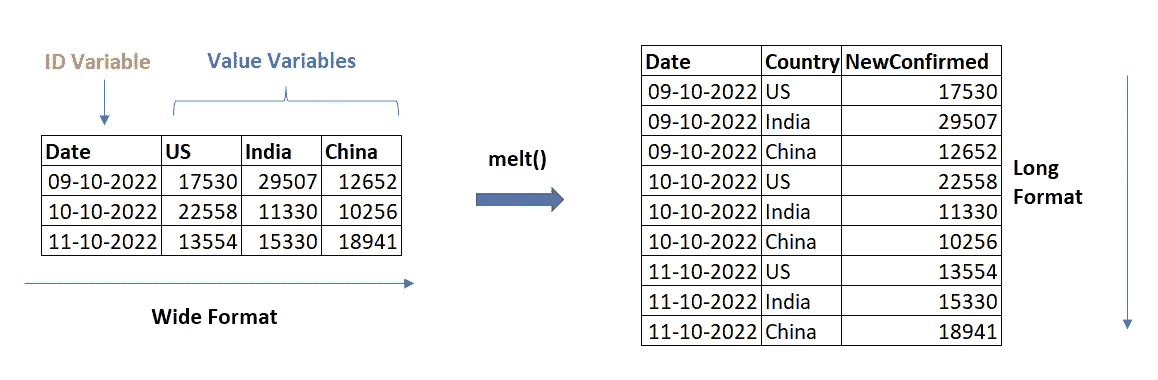 ID Variable
Value Variables
Date US India China
09-10-2022 17530 29507 12652
10-10-2022 22558 11330 10256
11-10-2022 13554 15330 18941
Wide Format
melt()
Date Country NewConfirmed
09-10-2022 US 17530
09-10-2022 India 29507
09-10-2022 China 12652
10-10-2022 US 22558
10-10-2022 India 11330
10-10-2022 China 10256
11-10-2022 US 13554
11-10-2022 India 15330
11-10-2022 China 18941
Long
Format